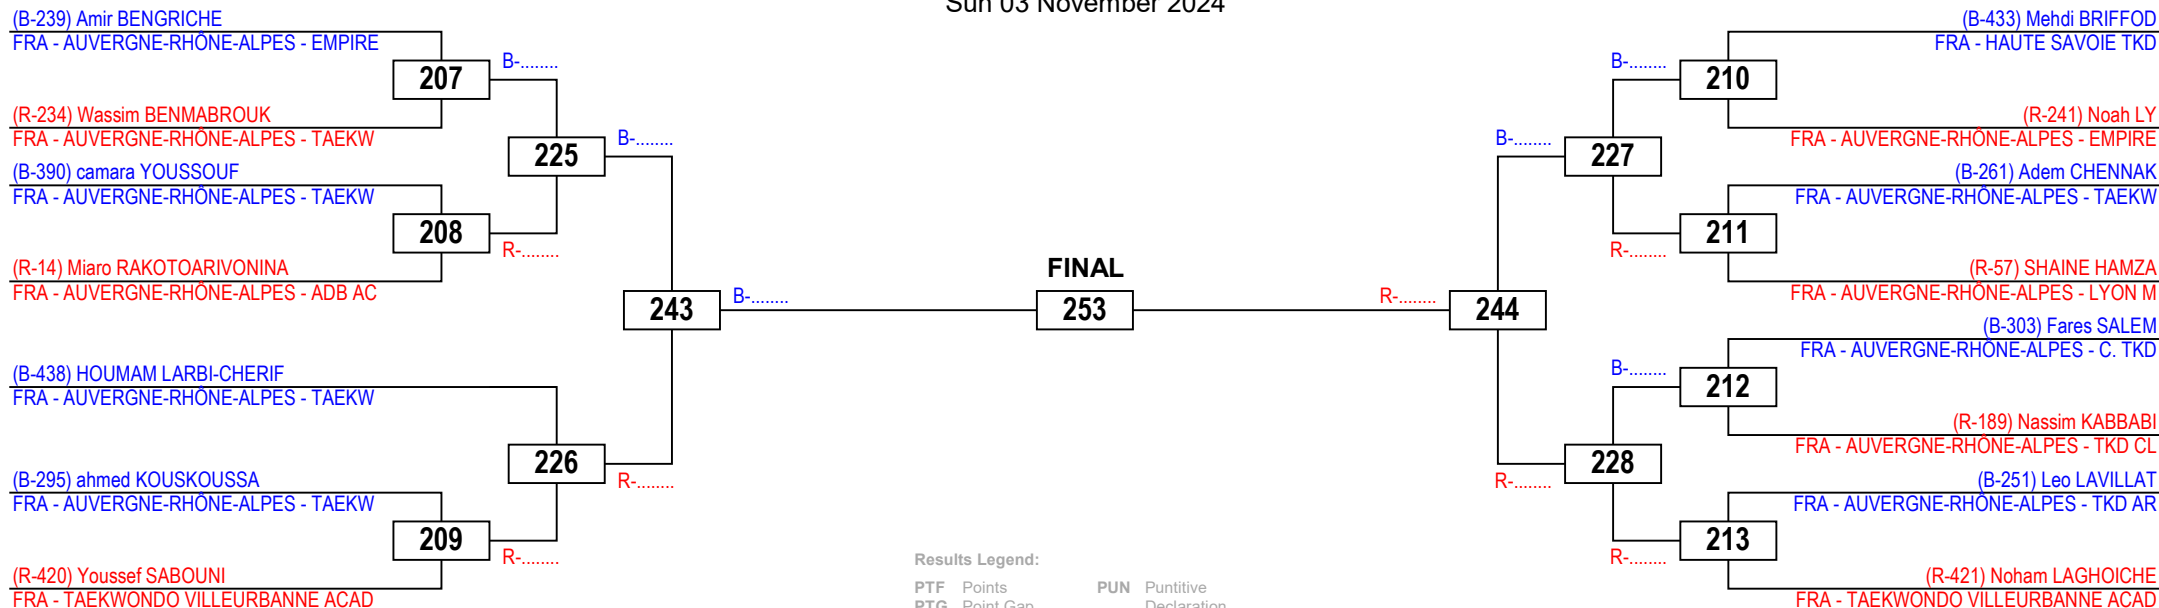 Sun 03 November 2024
(B-239) Amir BENGRICHE
FRA - AUVERGNE-RHÔNE-ALPES - EMPIRE
207
B-........
(R-234) Wassim BENMABROUK
FRA - AUVERGNE-RHÔNE-ALPES - TAEKW
225
B-........
(B-390) camara YOUSSOUF
FRA - AUVERGNE-RHÔNE-ALPES - TAEKW
208
R-........
(R-14) Miaro RAKOTOARIVONINA
FRA - AUVERGNE-RHÔNE-ALPES - ADB AC
243
B-........
(B-438) HOUMAM LARBI-CHERIF
FRA - AUVERGNE-RHÔNE-ALPES - TAEKW
226
R-........
(B-295) ahmed KOUSKOUSSA
FRA - AUVERGNE-RHÔNE-ALPES - TAEKW
209
R-........
(R-420) Youssef SABOUNI
FRA - TAEKWONDO VILLEURBANNE ACAD
FINAL
253
(B-433) Mehdi BRIFFOD
FRA - HAUTE SAVOIE TKD
B-........
210
(R-241) Noah LY
FRA - AUVERGNE-RHÔNE-ALPES - EMPIRE
B-........
227
(B-261) Adem CHENNAK
FRA - AUVERGNE-RHÔNE-ALPES - TAEKW
211
R-........
(R-57) SHAINE HAMZA
FRA - AUVERGNE-RHÔNE-ALPES - LYON M
R-........
244
(B-303) Fares SALEM
FRA - AUVERGNE-RHÔNE-ALPES - C. TKD
B-........
212
(R-189) Nassim KABBABI
FRA - AUVERGNE-RHÔNE-ALPES - TKD CL
228
R-........
(B-251) Leo LAVILLAT
FRA - AUVERGNE-RHÔNE-ALPES - TKD AR
213
R-........
(R-421) Noham LAGHOICHE
FRA - TAEKWONDO VILLEURBANNE ACAD
Results Legend:
PTF Points PUN Puntitive
PTG Point Gap Declaration